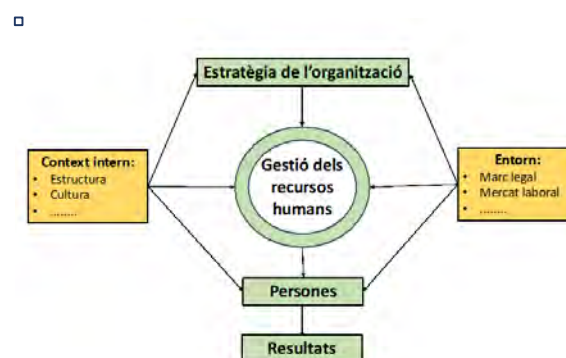 Estratègia de l'organització
Context intern:
• Estructura
• Cultura
• ........
Gestió dels
recursos
humans
Entorn:
• Marc legal
• Mercat laboral
• ........
Persones
Resultats